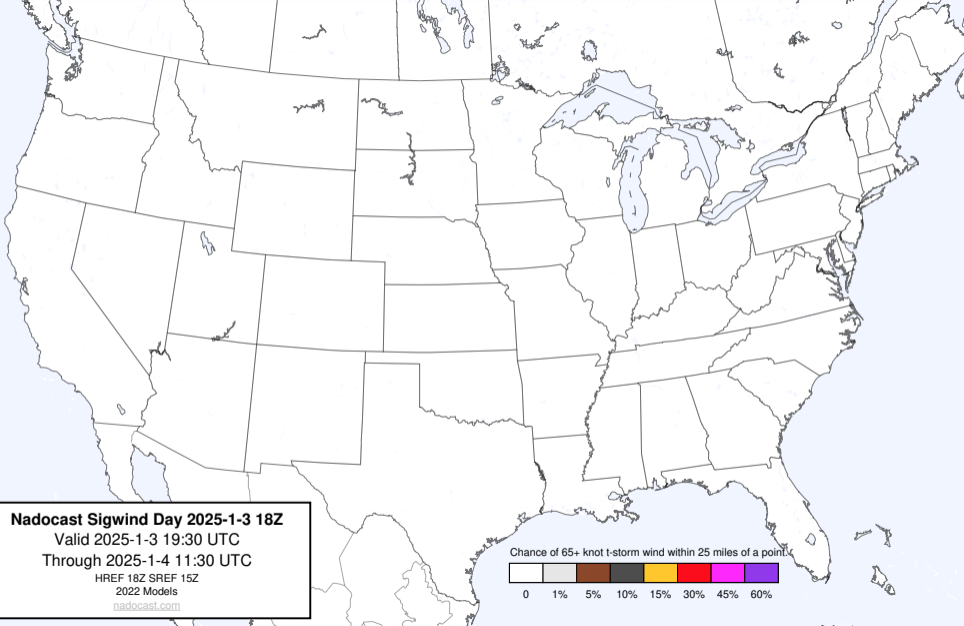 Nadocast Sigwind Day 2025-1-3 18Z
Valid 2025-1-3 19:30 UTC
Through 2025-1-4 11:30 UTC
HREF 18Z SREF 15Z
2022 Models
nadocast.com
Chance of 65+ knot t-storm wind within 25 miles of a point.
0 1% 5% 10% 15% 30% 45% 60%